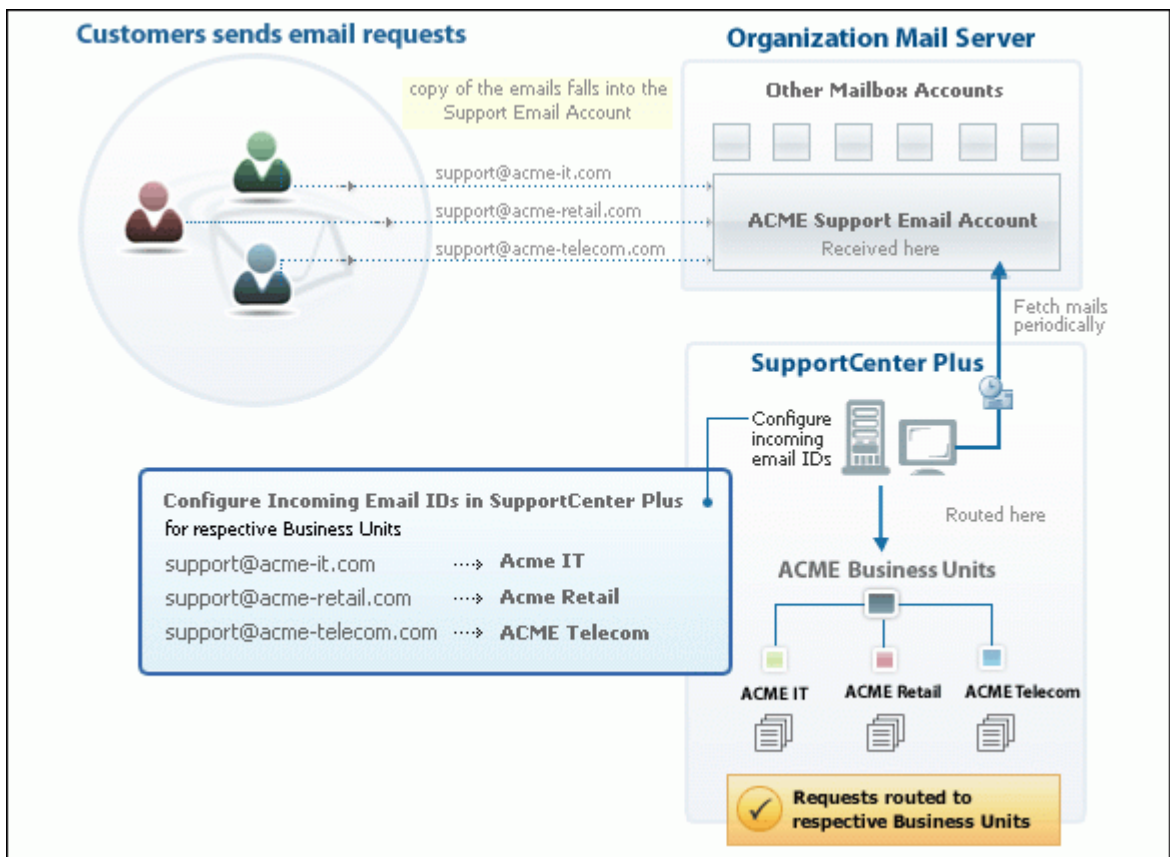 Customers sends email requests
Organization Mail Server
copy of the emails falls into the
Support Email Account
Other Mailbox Accounts
support@acme-it.com
support@acme-retail.com
support@acme-telecom.com
ACME Support Email Account
Received here
Fetch mails
periodically
SupportCenter Plus
Configure
incoming
email IDs
Routed here
Configure Incoming Email IDs in SupportCenter Plus
for respective Business Units
support@acme-it.com Acme IT
support@acme-retail.com Acme Retail
support@acme-telecom.com ACME Telecom
ACME Business Units
ACME IT ACME Retail ACME Telecom
Requests routed to
respective Business Units